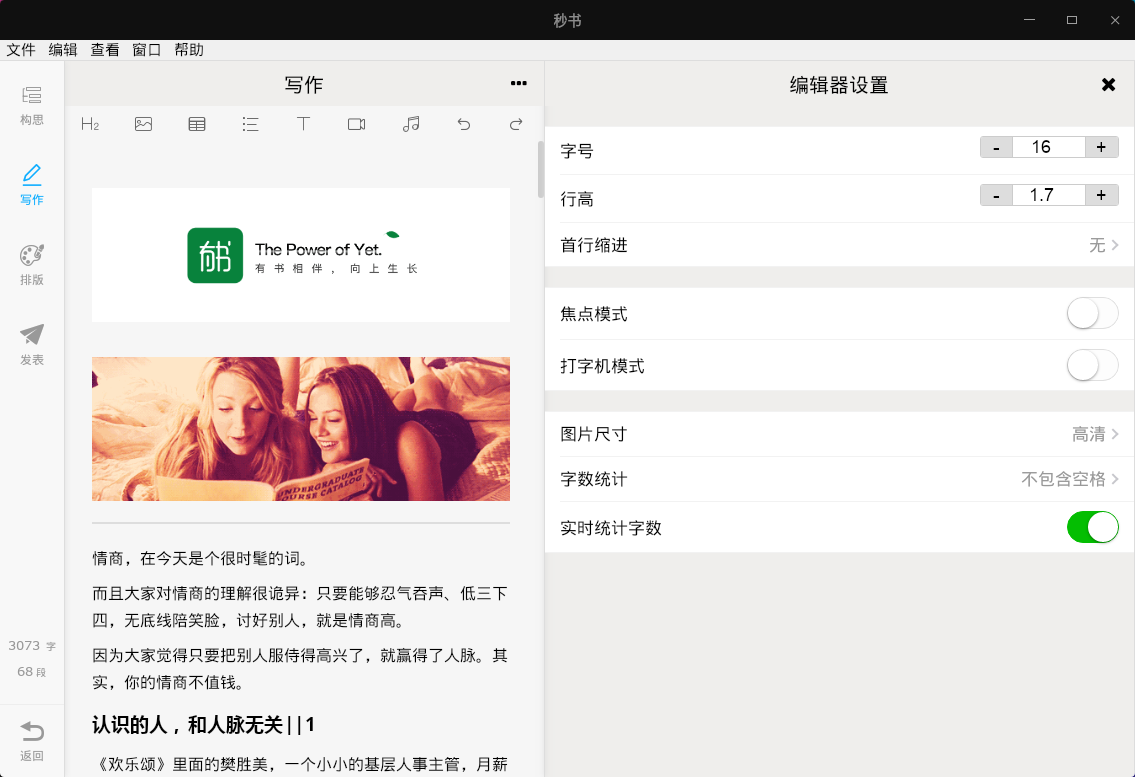 秒书
文件 编辑 查看 窗口 帮助
构思
写作
排版
发表
3073 字
68 段
返回
写作
H2
T
有书
The Power of Yet.
有书相伴，向上生长
UNDERGRADUATE
COURSE CATALOG
情商，在今天是个很时髦的词。
而且大家对情商的理解很诡异：只要能够忍气吞声、低三下
四，无底线陪笑脸，讨好别人，就是情商高。
因为大家觉得只要把别人服侍得高兴了，就赢得了人脉。其
实，你的情商不值钱。
认识的人，和人脉无关||1
《欢乐颂》里面的樊胜美，一个小小的基层人事主管，月薪
编辑器设置
字号 - 16 +
行高 - 1.7 +
首行缩进 无
焦点模式
打字机模式
图片尺寸 高清
字数统计 不包含空格
实时统计字数